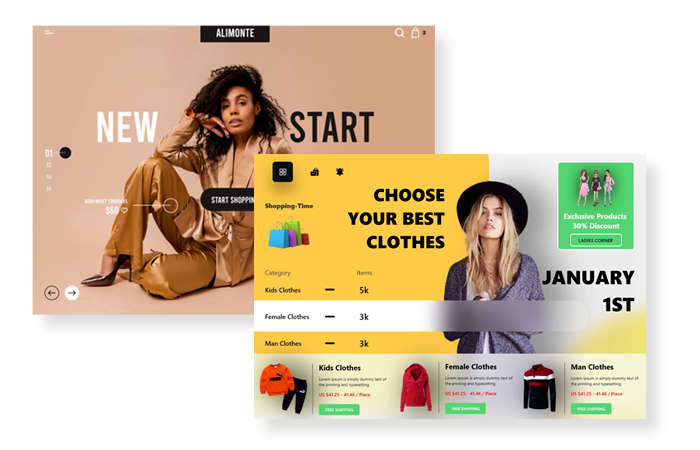 ALIMONTE
2
NEW START
01
02
03
04
HIGH-WAIST TROUSERS
$60
START SHOPPIN
CHOOSE
YOUR BEST
CLOTHES
Shopping-Time
Category Items
Kids Clothes 5k
Female Clothes 3k
Man Clothes 3k
Exclusive Products
30% Discount
LADIES CORNER
JANUARY
1ST
Kids Clothes
Lorem Ipsum is simply dummy text of
the printing and typesetting
US $41.25 - 41.46 / Piece
FREE SHIPPING
Female Clothes
Lorem Ipsum is simply dummy text of
the printing and typesetting
US $41.25 - 41.46 / Piece
FREE SHIPPING
Man Clothes
Lorem Ipsum is simply dummy text of
the printing and typesetting
US $41.25 - 41.46 / Piece
FREE SHIPPING